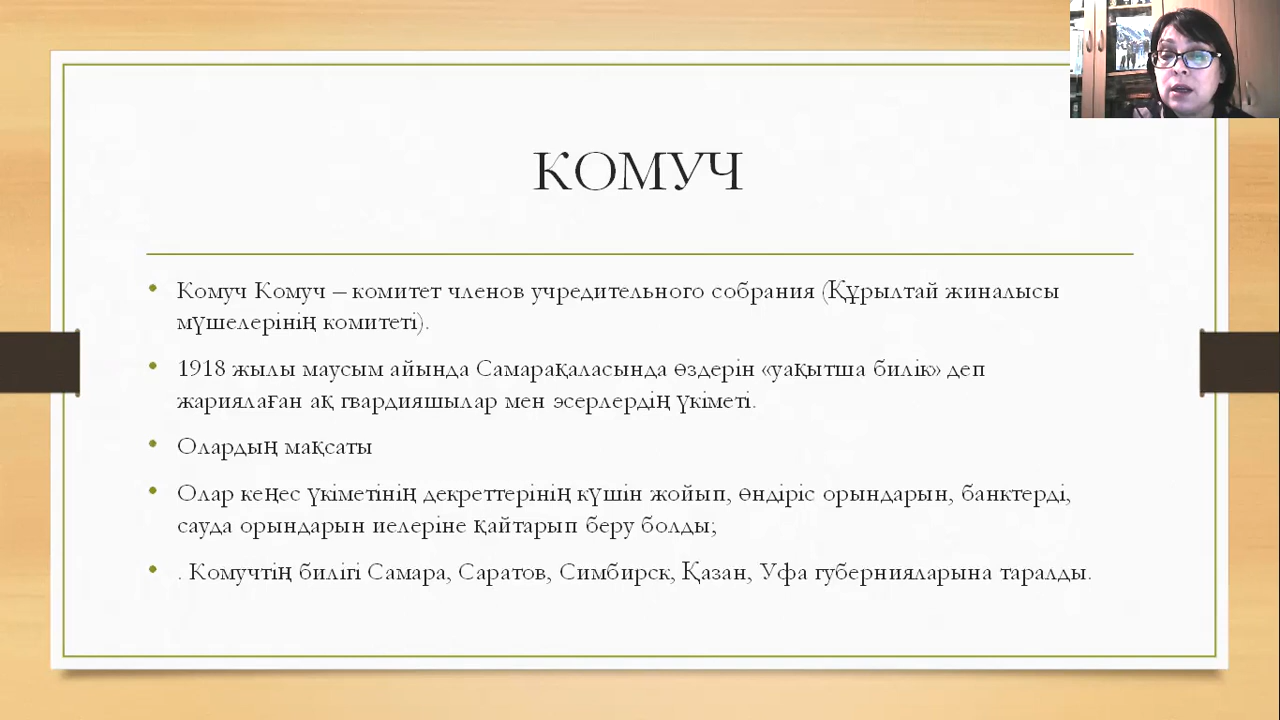 КОМУЧ
Комуч Комуч – комитет членов учредительного собрания (Құрылтай жиналысы
мүшелерінің комитеті).
1918 жылы маусым айында Самарақаласында өздерін «уақытша билік» деп
жариялаған ақ гвардияшылар мен эсерлердің үкіметі.
Олардың мақсаты
Олар кеңес үкіметінің декреттерінің күшін жойып, өндіріс орындарын, банктерді,
сауда орындарын иелеріне қайтарып беру болды;
. Комучтің билігі Самара, Саратов, Симбирск, Қазан, Уфа губернияларына таралды.